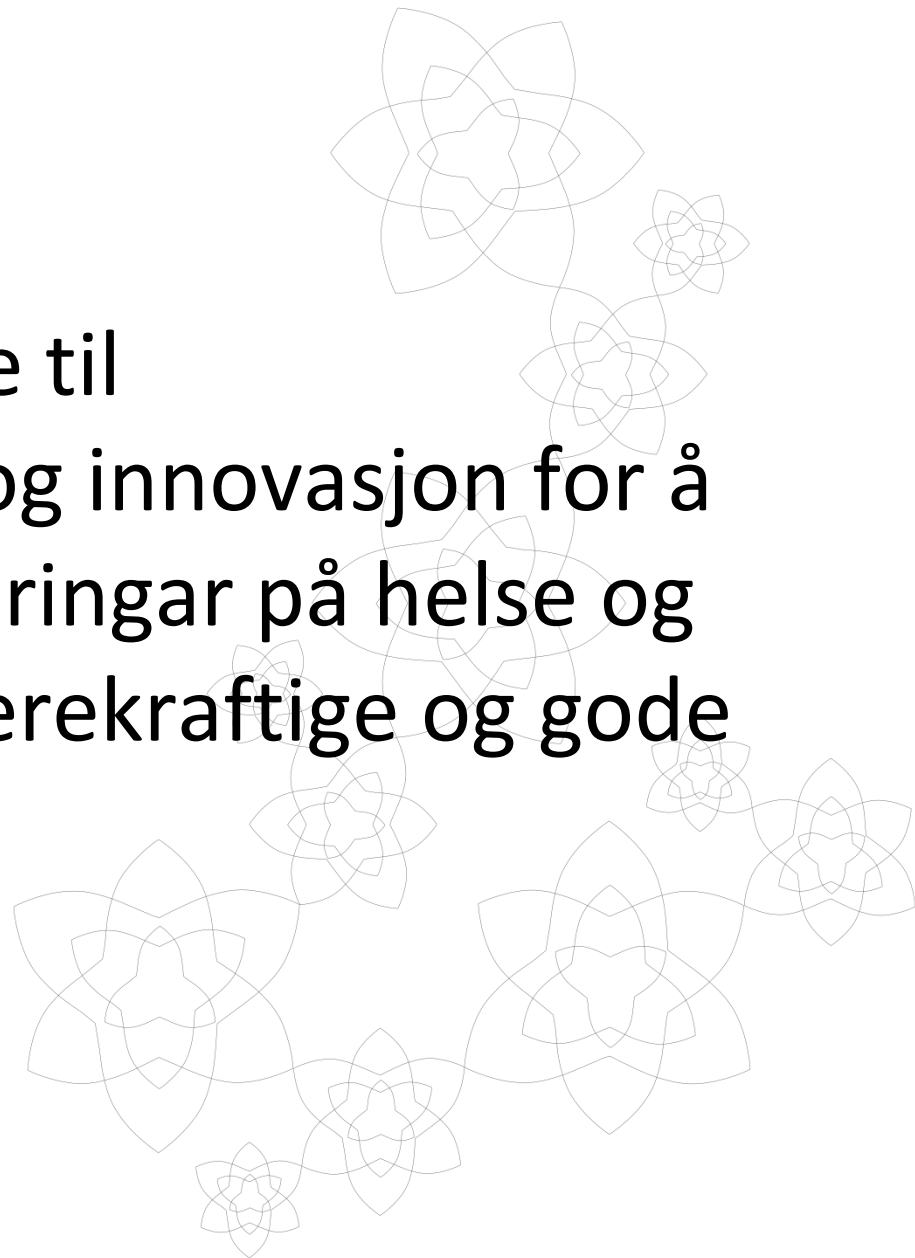 e til
og innovasjon for å
ringar på helse og
erekraftige og gode